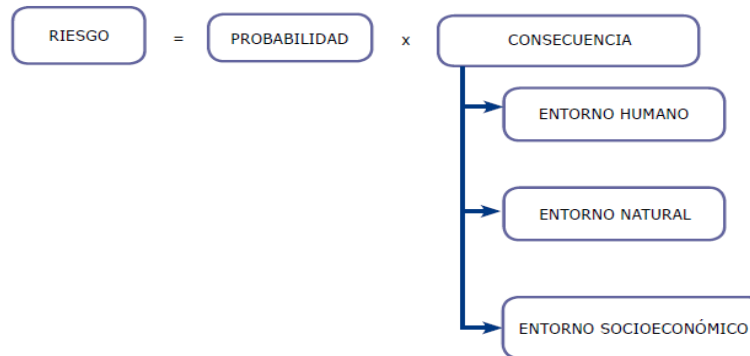 RIESGO = PROBABILIDAD x CONSECUENCIA
ENTORNO HUMANO
ENTORNO NATURAL
ENTORNO SOCIOECONÓMICO